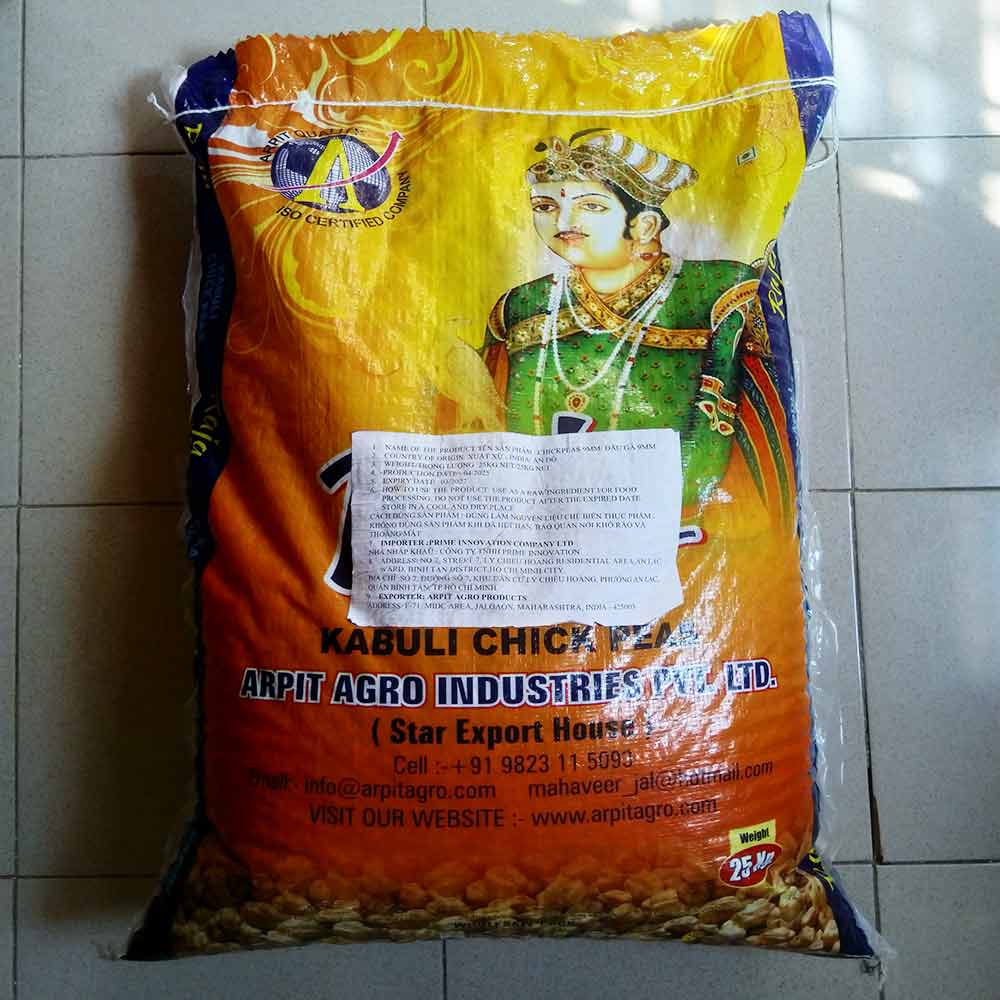 ARPIT QUALITY
A
ISO CERTIFIED COMPANY
1. NAME OF THE PRODUCT/TÊN SẢN PHẨM : CHICKPEAS 9MM/ ĐẬU GÀ 9MM
COUNTRY OF ORIGIN/ XUẤT XỨ : INDIA/ ẤN ĐỘ
3. WEIGHT/TRỌNG LƯỢNG : 25KG NET/25KG NET
4. PRODUCTION DATE : 04/2025
5. EXPIRY DATE : 03/2027
6. HOW TO USE THE PRODUCT: USE AS A RAW INGREDIENT FOR FOOD
PROCESSING. DO NOT USE THE PRODUCT AFTER THE EXPIRED DATE
STORE IN A COOL AND DRY PLACE
CÁCH DÙNG SẢN PHẨM : DÙNG LÀM NGUYÊN LIỆU CHẾ BIẾN THỰC PHẨM .
KHÔNG DÙNG SẢN PHẨM KHI ĐÃ HẾT HẠN, BẢO QUẢN NƠI KHÔ RÁO VÀ
THOÁNG MÁT
7. IMPORTER :PRIME INNOVATION COMPANY LTD
NHÀ NHẬP KHẨU : CÔNG TY TNHH PRIME INNOVATION
8. ADDRESS: NO 7, STREET 7, LY CHIEU HOANG RESIDENTIAL AREA, AN LAC
WARD, BINH TAN DISTRICT, HO CHI MINH CITY.
ĐỊA CHỈ: SỐ 7, ĐƯỜNG SỐ 7, KHU DÂN CƯ LÝ CHIÊU HOÀNG, PHƯỜNG AN LẠC,
QUẬN BÌNH TÂN, TP HỒ CHÍ MINH.
9. EXPORTER: ARPIT AGRO PRODUCTS
ADDRESS: F-71, MIDC AREA, JALGAON, MAHARASHTRA, INDIA - 425003
KABULI CHICK PEAS
ARPIT AGRO INDUSTRIES PVT. LTD.
( Star Export House )
Cell :-+91 9823 11 5093
Email:- info@arpitagro.com mahaveer_jal@hotmail.com
VISIT OUR WEBSITE :- www.arpitagro.com
Weight
25 Kg